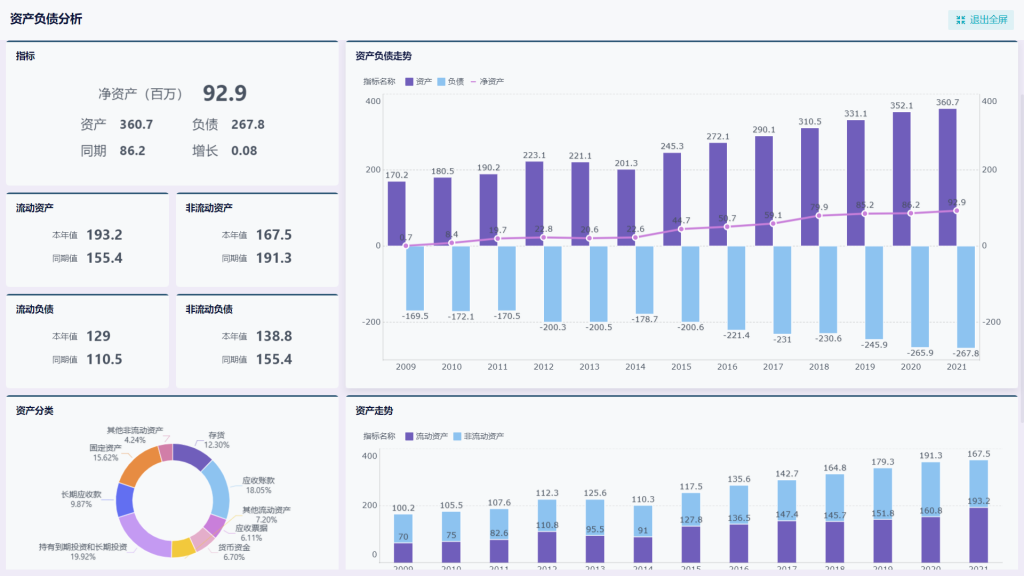 资产负债分析
退出全屏
指标
净资产（百万） 92.9
资产 360.7 负债 267.8
同期 86.2 增长 0.08
流动资产
本年值 193.2
同期值 155.4
非流动资产
本年值 167.5
同期值 191.3
流动负债
本年值 129
同期值 110.5
非流动负债
本年值 138.8
同期值 155.4
资产负债走势
指标名称 资产 负债 净资产
400 400
200 200
0 0
-200 -200
170.2 180.5 190.2 223.1 221.1 201.3 245.3 272.1 290.1 310.5 331.1 352.1 360.7
0.7 8.4 19.7 22.8 20.6 22.6 44.7 50.7 59.1 79.9 85.2 86.2 92.9
-169.5 -172.1 -170.5 -200.3 -200.5 -178.7 -200.6 -221.4 -231 -230.6 -245.9 -265.9 -267.8
2009 2010 2011 2012 2013 2014 2015 2016 2017 2018 2019 2020 2021
资产分类
其他非流动资产
4.24%
存货
12.30%
固定资产
15.62%
应收账款
18.05%
长期应收款
9.87%
其他流动资产
7.20%
应收票据
6.11%
持有到期投资和长期投资
19.92%
货币资金
6.70%
资产走势
指标名称 流动资产 非流动资产
400
200
0
100.2 105.5 107.6 112.3 125.6 110.3 117.5 135.6 142.7 164.8 179.3 191.3 167.5
70 75 82.6 110.8 95.5 91 127.8 136.5 147.4 145.7 151.8 160.8 193.2
2009 2010 2011 2012 2013 2014 2015 2016 2017 2018 2019 2020 2021